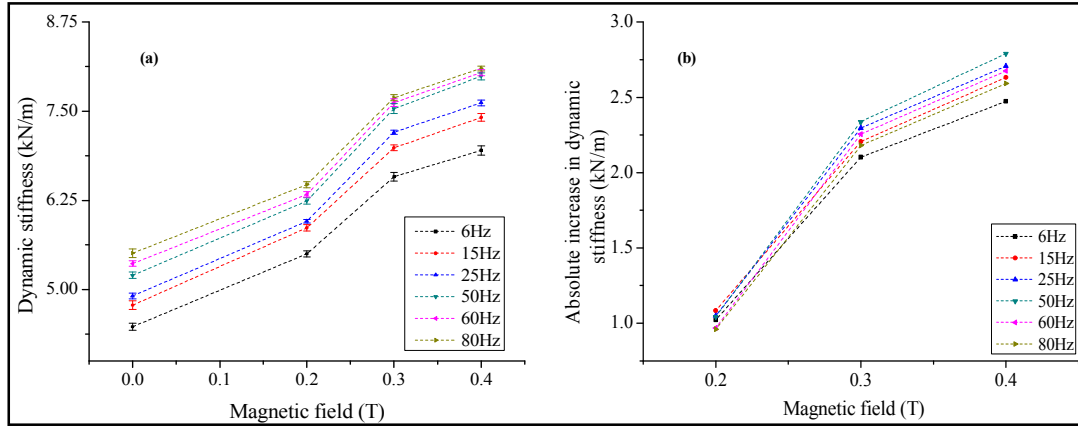 (a)
Dynamic stiffness (kN/m)
8.75
7.50
6.25
5.00
0.0 0.1 0.2 0.3 0.4
Magnetic field (T)
6Hz
15Hz
25Hz
50Hz
60Hz
80Hz
(b)
Absolute increase in dynamic
stiffness (kN/m)
3.0
2.5
2.0
1.5
1.0
0.2 0.3 0.4
Magnetic field (T)
6Hz
15Hz
25Hz
50Hz
60Hz
80Hz